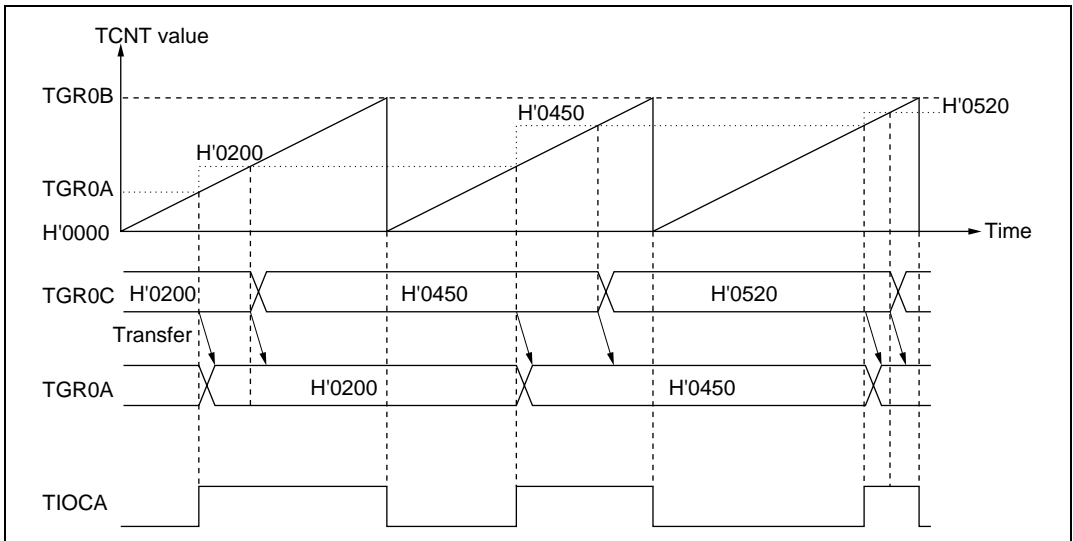 TCNT value
TGR0B
H'0520
H'0450
H'0200
TGR0A
H'0000
Time
TGR0C
H'0200
H'0450
H'0520
Transfer
TGR0A
H'0200
H'0450
TIOCA